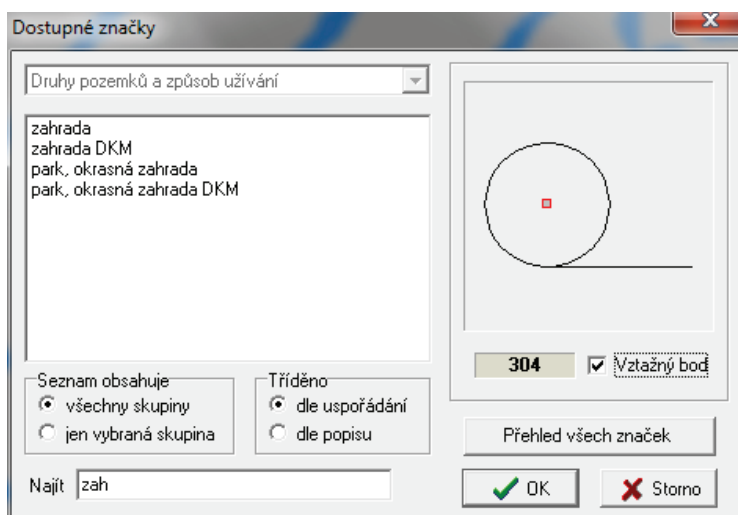 Dostupné značky
Druhy pozemků a způsob užívání
zahrada
zahrada DKM
park, okrasná zahrada
park, okrasná zahrada DKM
304
Vztažný bod
Seznam obsahuje
všechny skupiny
jen vybraná skupina
Tříděno
dle uspořádání
dle popisu
Přehled všech značek
Najít zah
OK
Storno